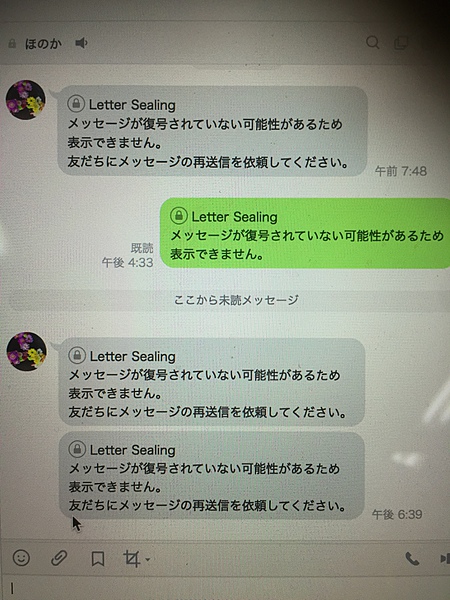 ほのか
Letter Sealing
メッセージが復号されていない可能性があるため
表示できません。
友だちにメッセージの再送信を依頼してください。
午前 7:48
Letter Sealing
メッセージが復号されていない可能性があるため
表示できません。
既読
午後 4:33
ここから未読メッセージ
Letter Sealing
メッセージが復号されていない可能性があるため
表示できません。
友だちにメッセージの再送信を依頼してください。
Letter Sealing
メッセージが復号されていない可能性があるため
表示できません。
友だちにメッセージの再送信を依頼してください。
午後 6:39